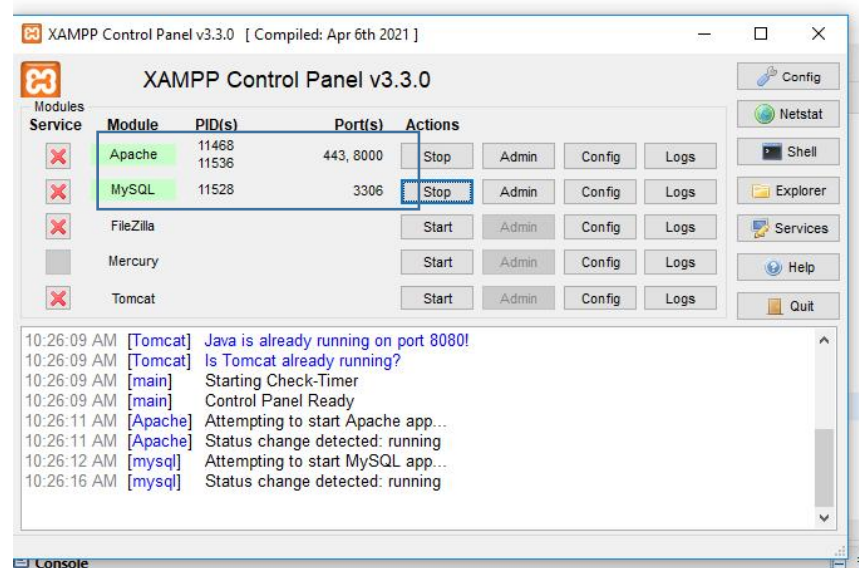 XAMPP Control Panel v3.3.0 [ Compiled: Apr 6th 2021 ]
XAMPP Control Panel v3.3.0
Config
Modules
Service Module PID(s) Port(s) Actions
Netstat
Apache 11468 11536 443, 8000 Stop Admin Config Logs
Shell
MySQL 11528 3306 Stop Admin Config Logs
Explorer
FileZilla Start Admin Config Logs
Services
Mercury Start Admin Config Logs
Help
Tomcat Start Admin Config Logs
Quit
10:26:09 AM [Tomcat] Java is already running on port 8080!
10:26:09 AM [Tomcat] Is Tomcat already running?
10:26:09 AM [main] Starting Check-Timer
10:26:09 AM [main] Control Panel Ready
10:26:11 AM [Apache] Attempting to start Apache app...
10:26:11 AM [Apache] Status change detected: running
10:26:12 AM [mysql] Attempting to start MySQL app...
10:26:16 AM [mysql] Status change detected: running
Console